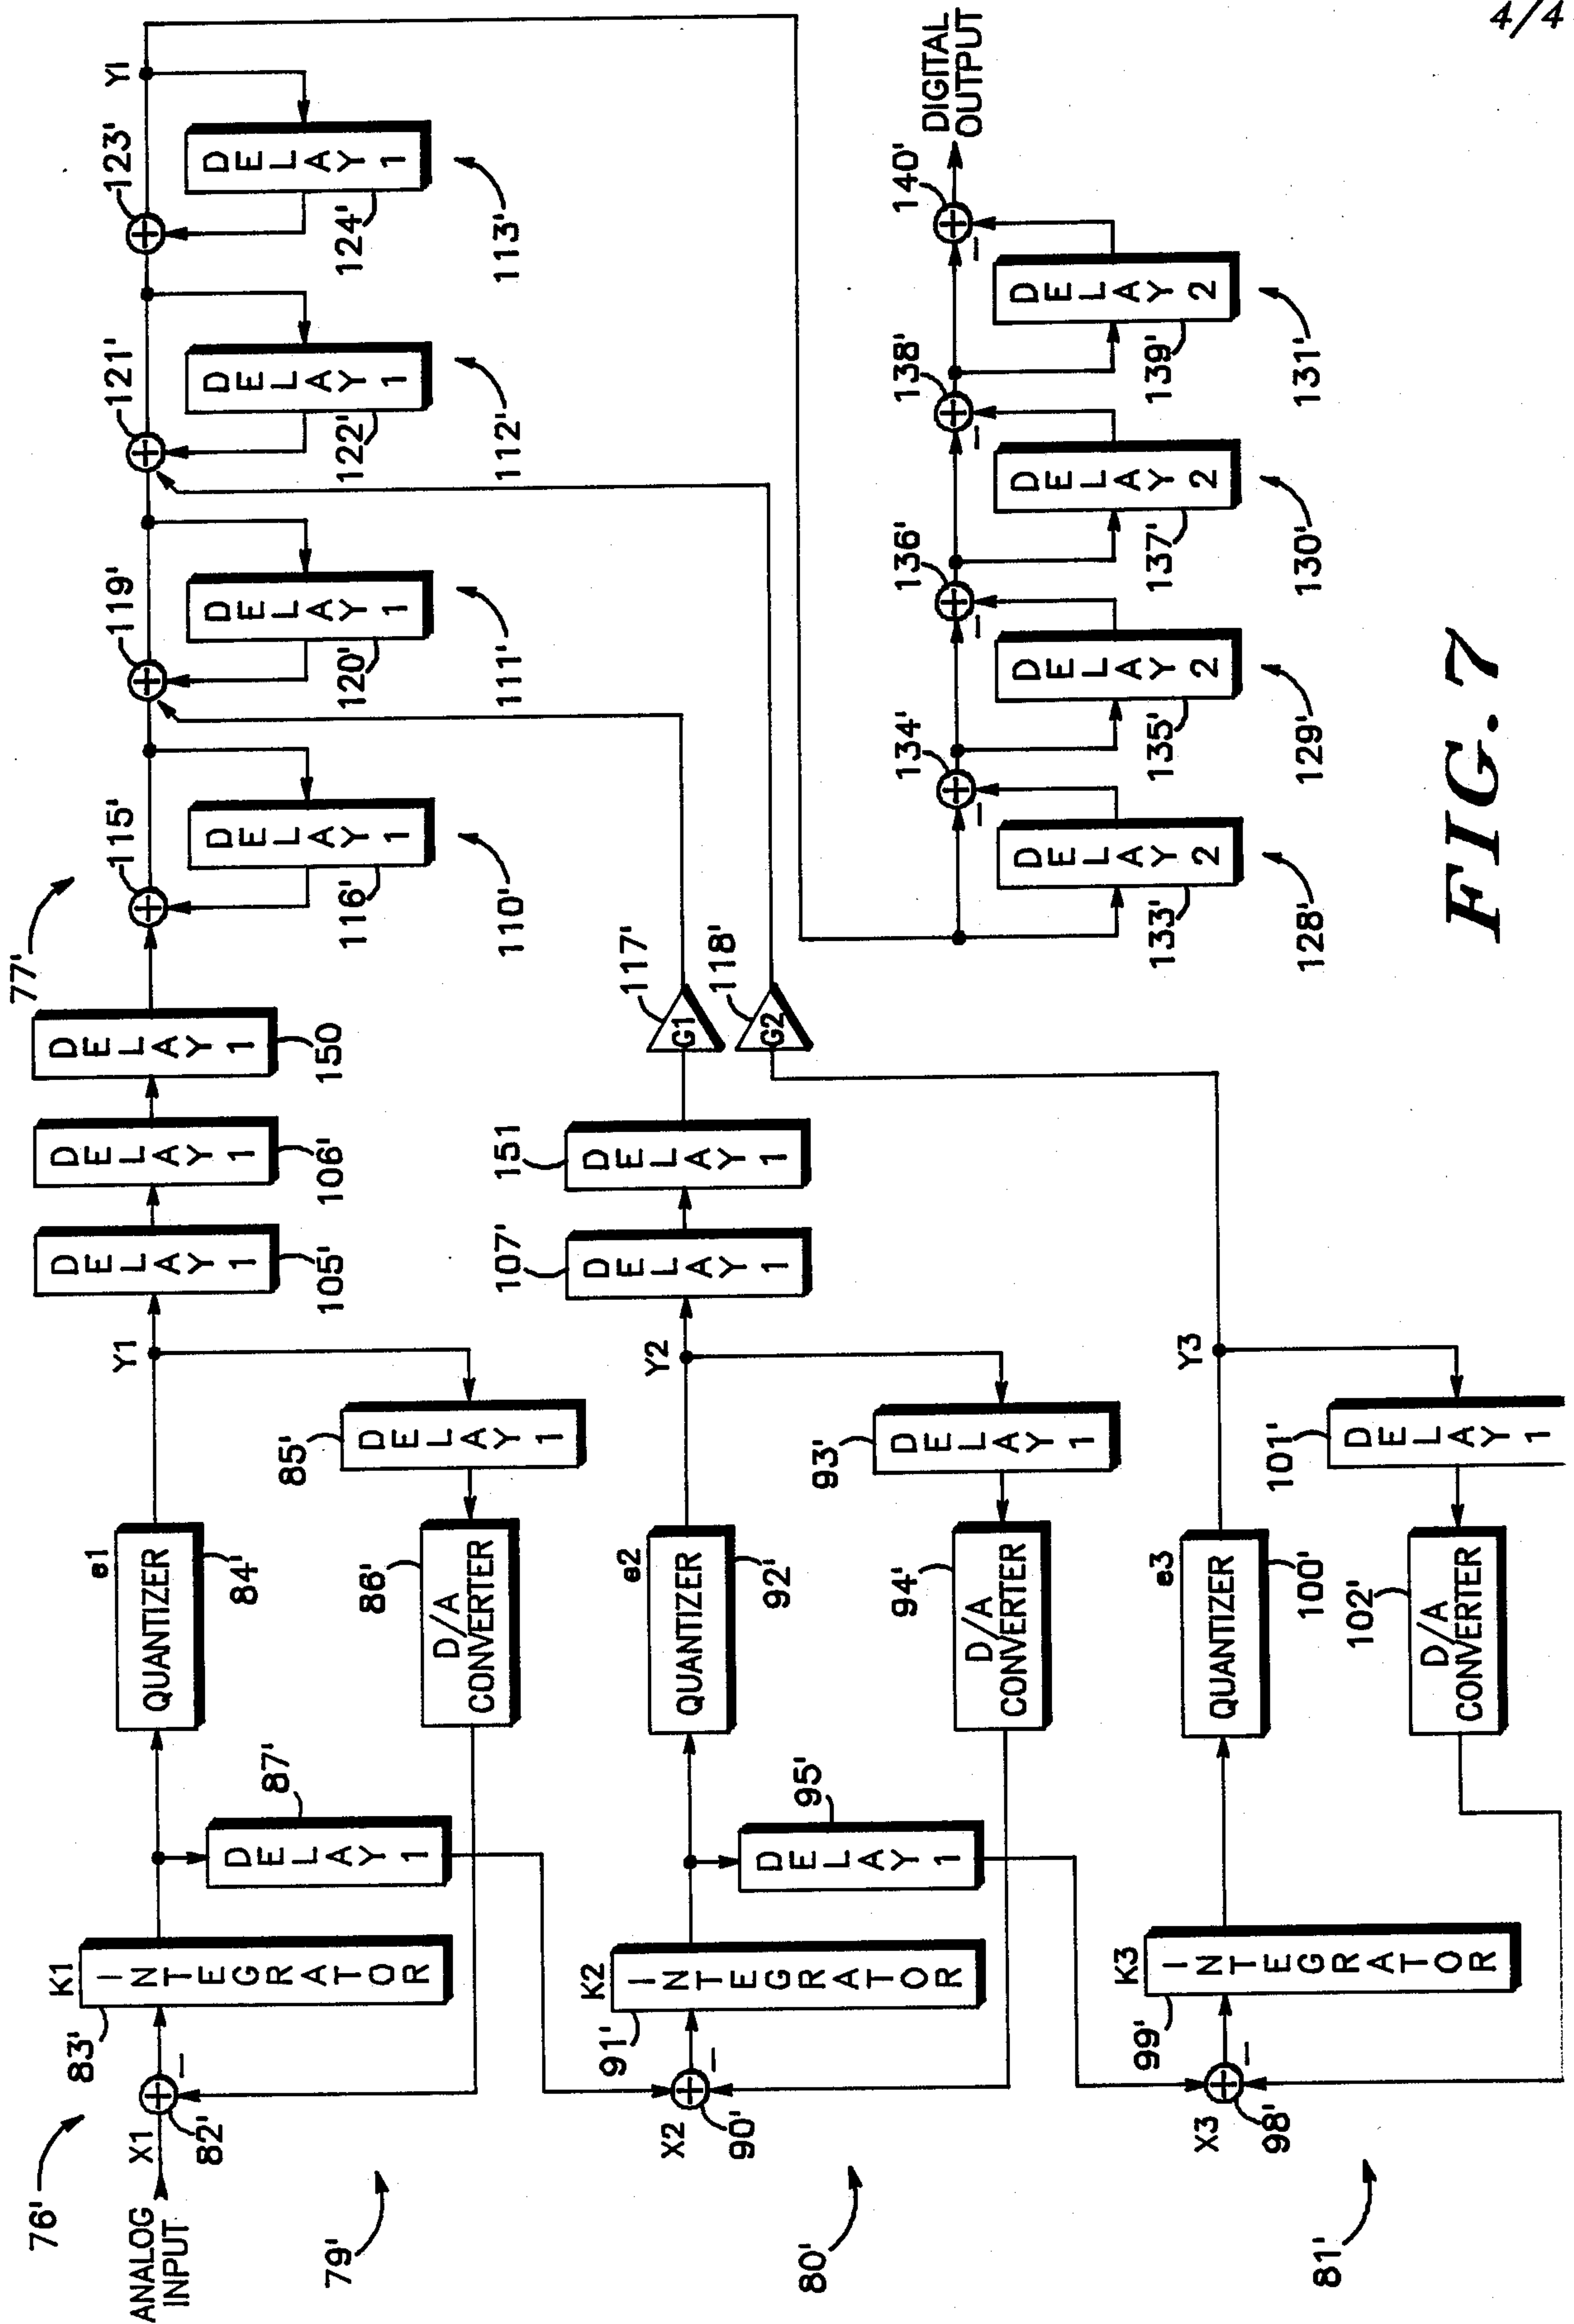 4/4
76'
ANALOG
INPUT
X1
82'
83'
K1
INTEGRATOR
87'
DELAY 1
e1
QUANTIZER
84'
86'
D/A
CONVERTER
85'
DELAY 1
Y1
79'
DELAY 1
105'
DELAY 1
106'
DELAY 1
150
77'
115'
DELAY 1
116'
110'
119'
DELAY 1
120'
111'
121'
DELAY 1
122'
112'
123'
DELAY 1
124'
113'
YI
X2
90'
91'
K2
INTEGRATOR
95'
DELAY 1
e2
QUANTIZER
92'
94'
D/A
CONVERTER
93'
DELAY 1
Y2
80'
107'
DELAY 1
151
DELAY 1
117'
G1
118'
G2
X3
98'
99'
K3
INTEGRATOR
e3
QUANTIZER
100'
102'
D/A
CONVERTER
101'
DELAY 1
Y3
81'
134'
DELAY 2
133'
128'
136'
DELAY 2
135'
129'
138'
DELAY 2
137'
130'
140'
DELAY 2
139'
131'
DIGITAL
OUTPUT
FIG. 7